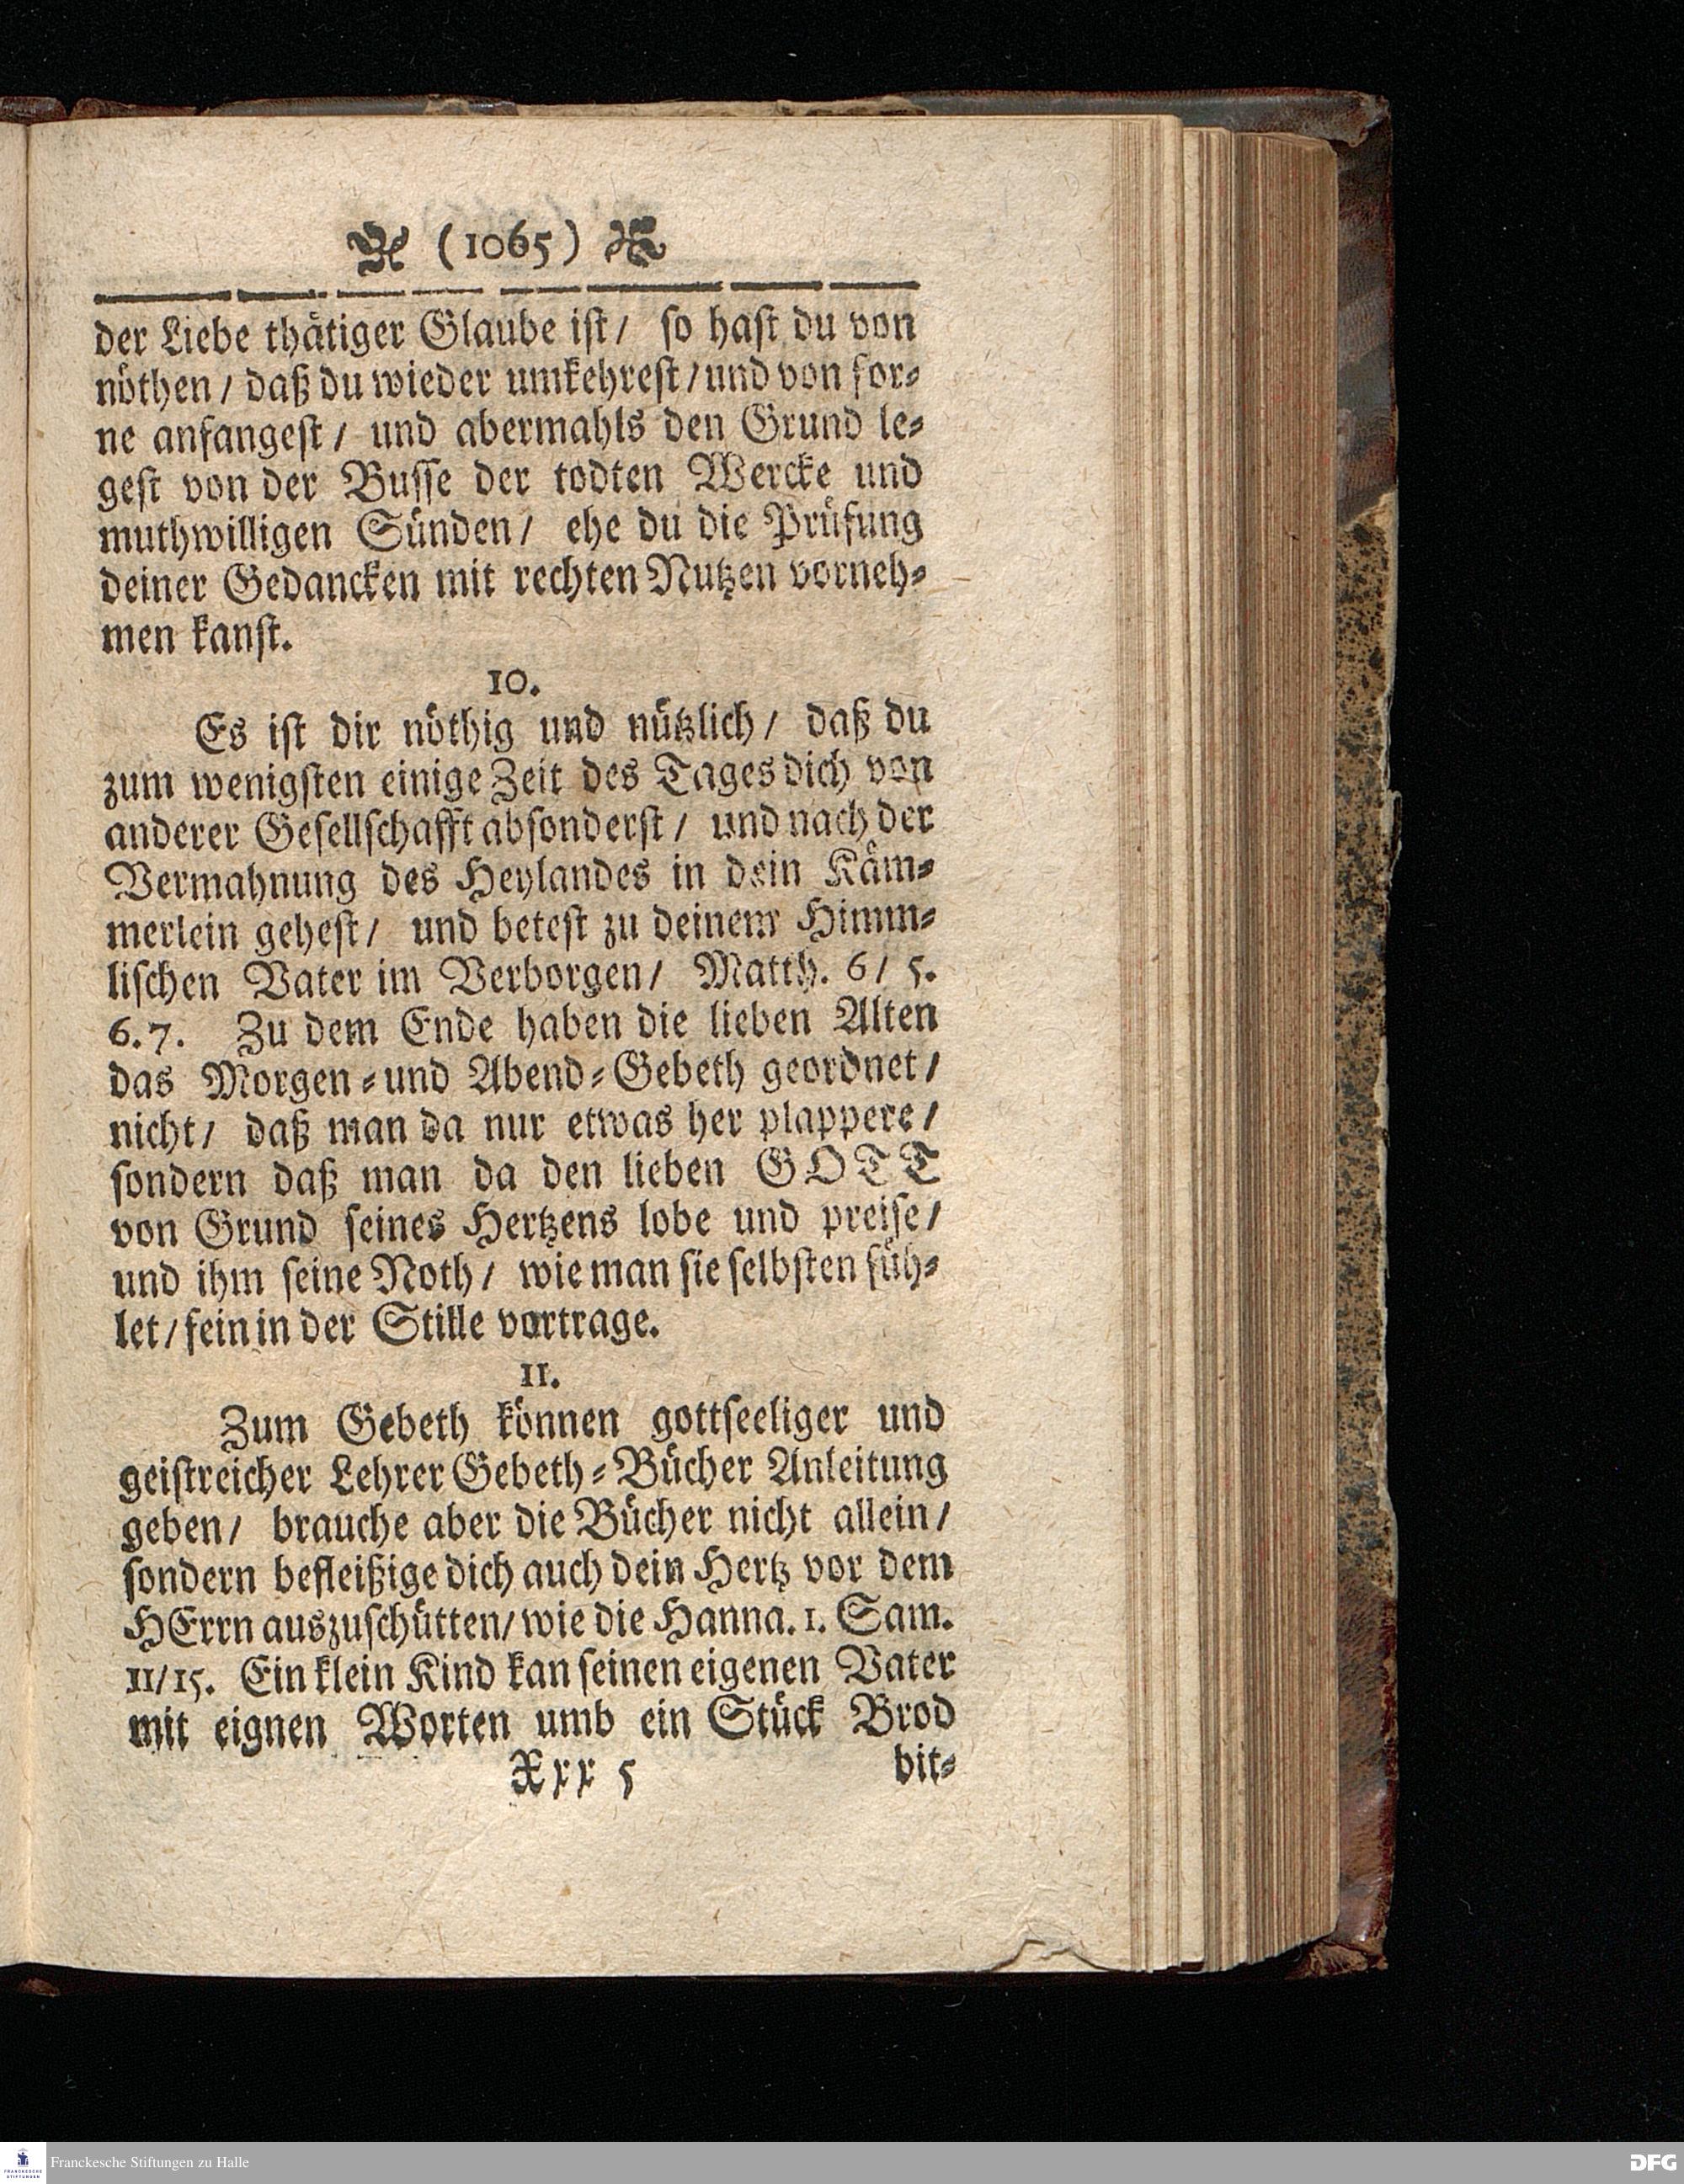 (1065)
der Liebe thätiger Glaube ist/ so hast du von
nöthen/ daß du wieder umkehrest/ und von for-
ne anfangest/ und abermahls den Grund le-
gest von der Busse der todten Wercke und
muthwilligen Sünden/ ehe du die Prüfung
deiner Gedancken mit rechten Nutzen vorneh-
men kanst.
10.
Es ist dir nöthig und nützlich/ daß du
zum wenigsten einige Zeit des Tages dich von
anderer Gesellschafft absonderst/ und nach der
Vermahnung des Heylandes in dein Käm-
merlein gehest/ und betest zu deinem Himm-
lischen Vater im Verborgen/ Matth. 6/ 5.
6. 7. Zu dem Ende haben die lieben Alten
das Morgen-und Abend-Gebeth geordnet/
nicht/ daß man da nur etwas her plappere/
sondern daß man da den lieben GOTT
von Grund seines Hertzens lobe und preise/
und ihm seine Noth/ wie man sie selbsten füh-
let/ fein in der Stille vortrage.
11.
Zum Gebeth können gottseeliger und
geistreicher Lehrer Gebeth-Bücher Anleitung
geben/ brauche aber die Bücher nicht allein/
sondern befleißige dich auch dein Hertz vor dem
HErrn auszuschütten/ wie die Hanna. 1. Sam.
11/15. Ein klein Kind kan seinen eigenen Vater
mit eignen Worten umb ein Stück Brod
Xxx 5 bit-
FRANCKESCHE STIFTUNGEN
Franckesche Stiftungen zu Halle
DFG